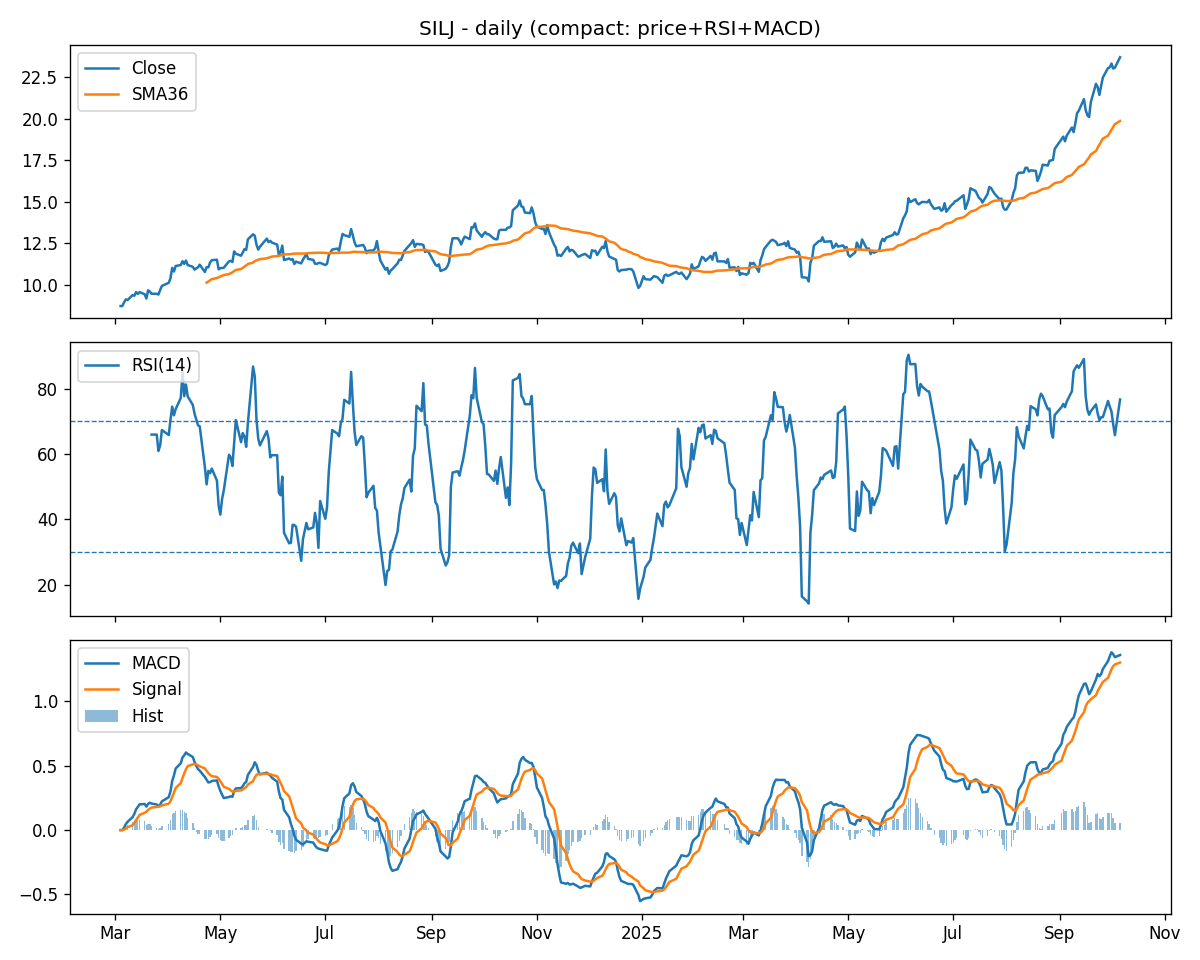 SILJ - daily (compact: price+RSI+MACD)
Close
SMA36
22.5
20.0
17.5
15.0
12.5
10.0
RSI(14)
80
60
40
20
MACD
Signal
Hist
1.0
0.5
0.0
−0.5
Mar May Jul Sep Nov 2025 Mar May Jul Sep Nov